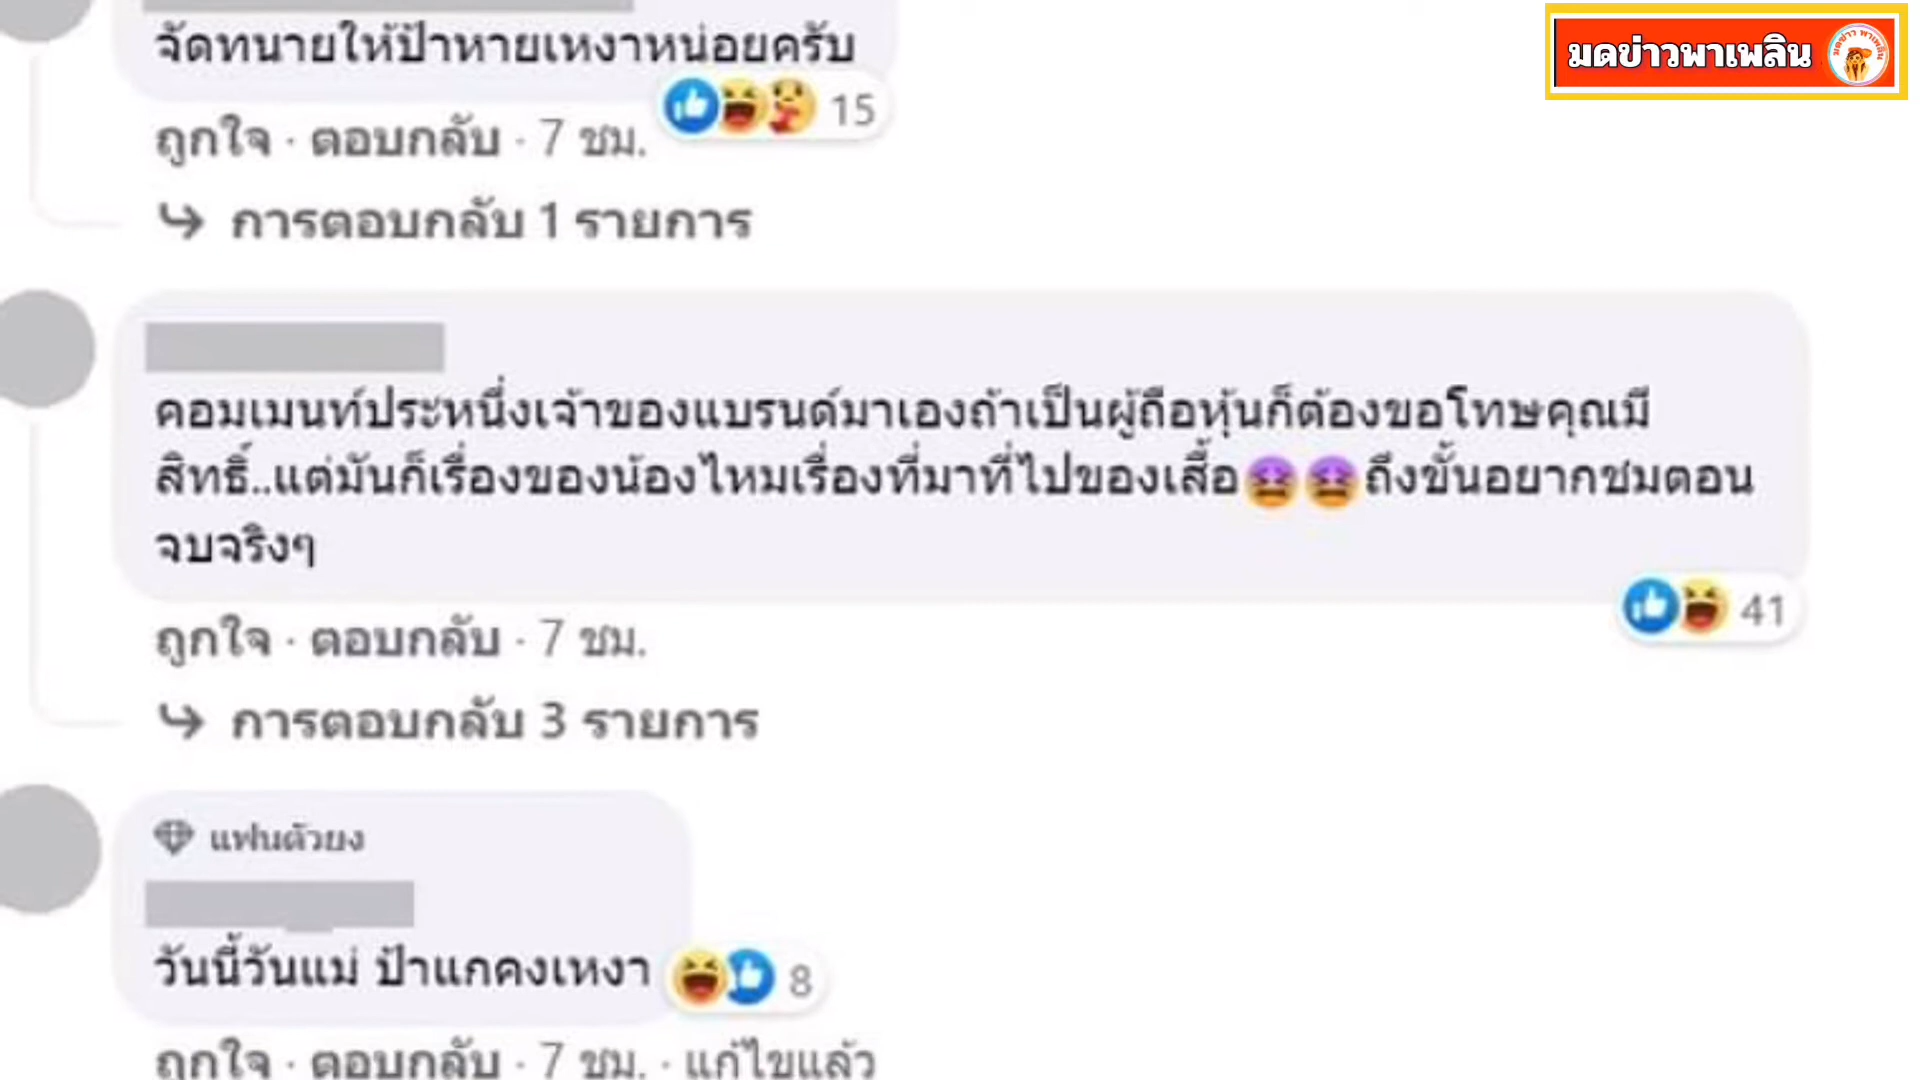 จัดทนายให้ป้าหายเหงาหน่อยครับ
15
ถูกใจ · ตอบกลับ · 7 ชม.
การตอบกลับ 1 รายการ
มดข่าวพาเพลิน
คอมเมนท์ประหนึ่งเจ้าของแบรนด์มาเองถ้าเป็นผู้ถือหุ้นก็ต้องขอโทษคุณมี
สิทธิ์..แต่มันก็เรื่องของน้องไหมเรื่องที่มาที่ไปของเสื้อถึงขั้นอยากชมตอน
จบจริงๆ
41
ถูกใจ · ตอบกลับ · 7 ชม.
การตอบกลับ 3 รายการ
แฟนตัวยง
วันนี้วันแม่ ป้าแกคงเหงา
8
ถูกใจ · ตอบกลับ · 7 ชม. · แก้ไขแล้ว